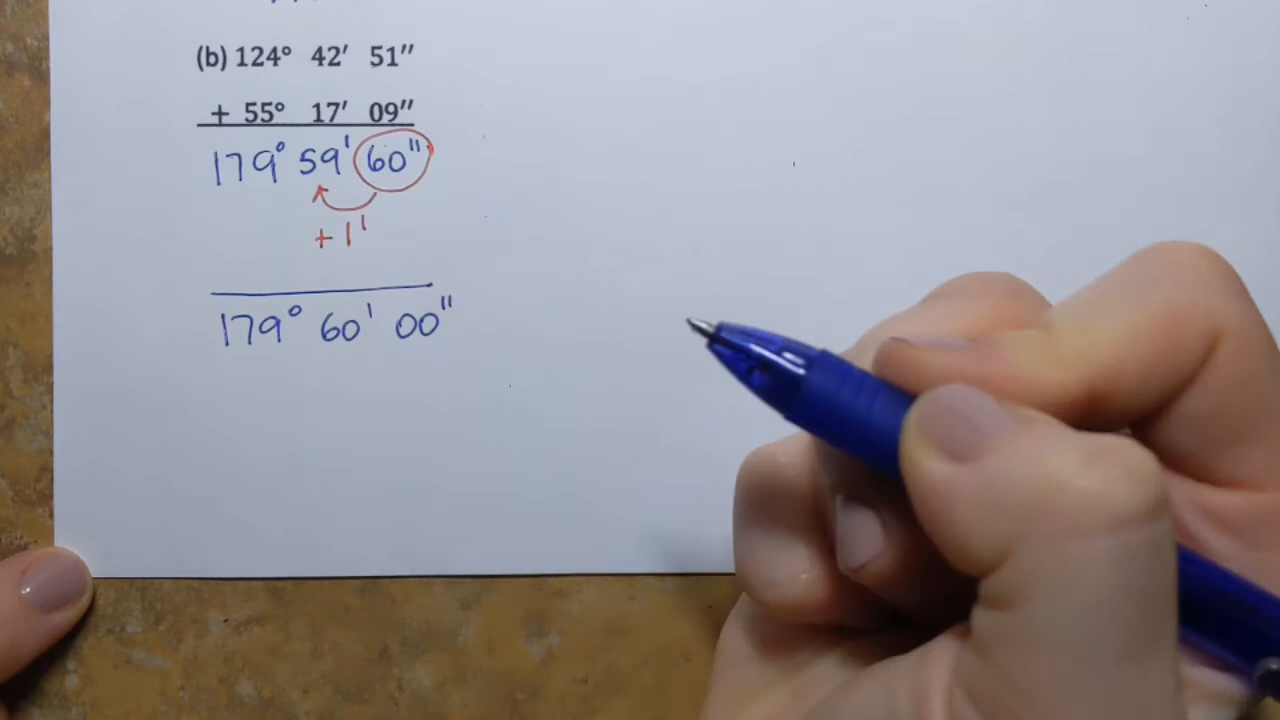 (b) 124° 42′ 51′′
+ 55° 17′ 09′′
179° 59' 60"
+1'
179° 60' 00"